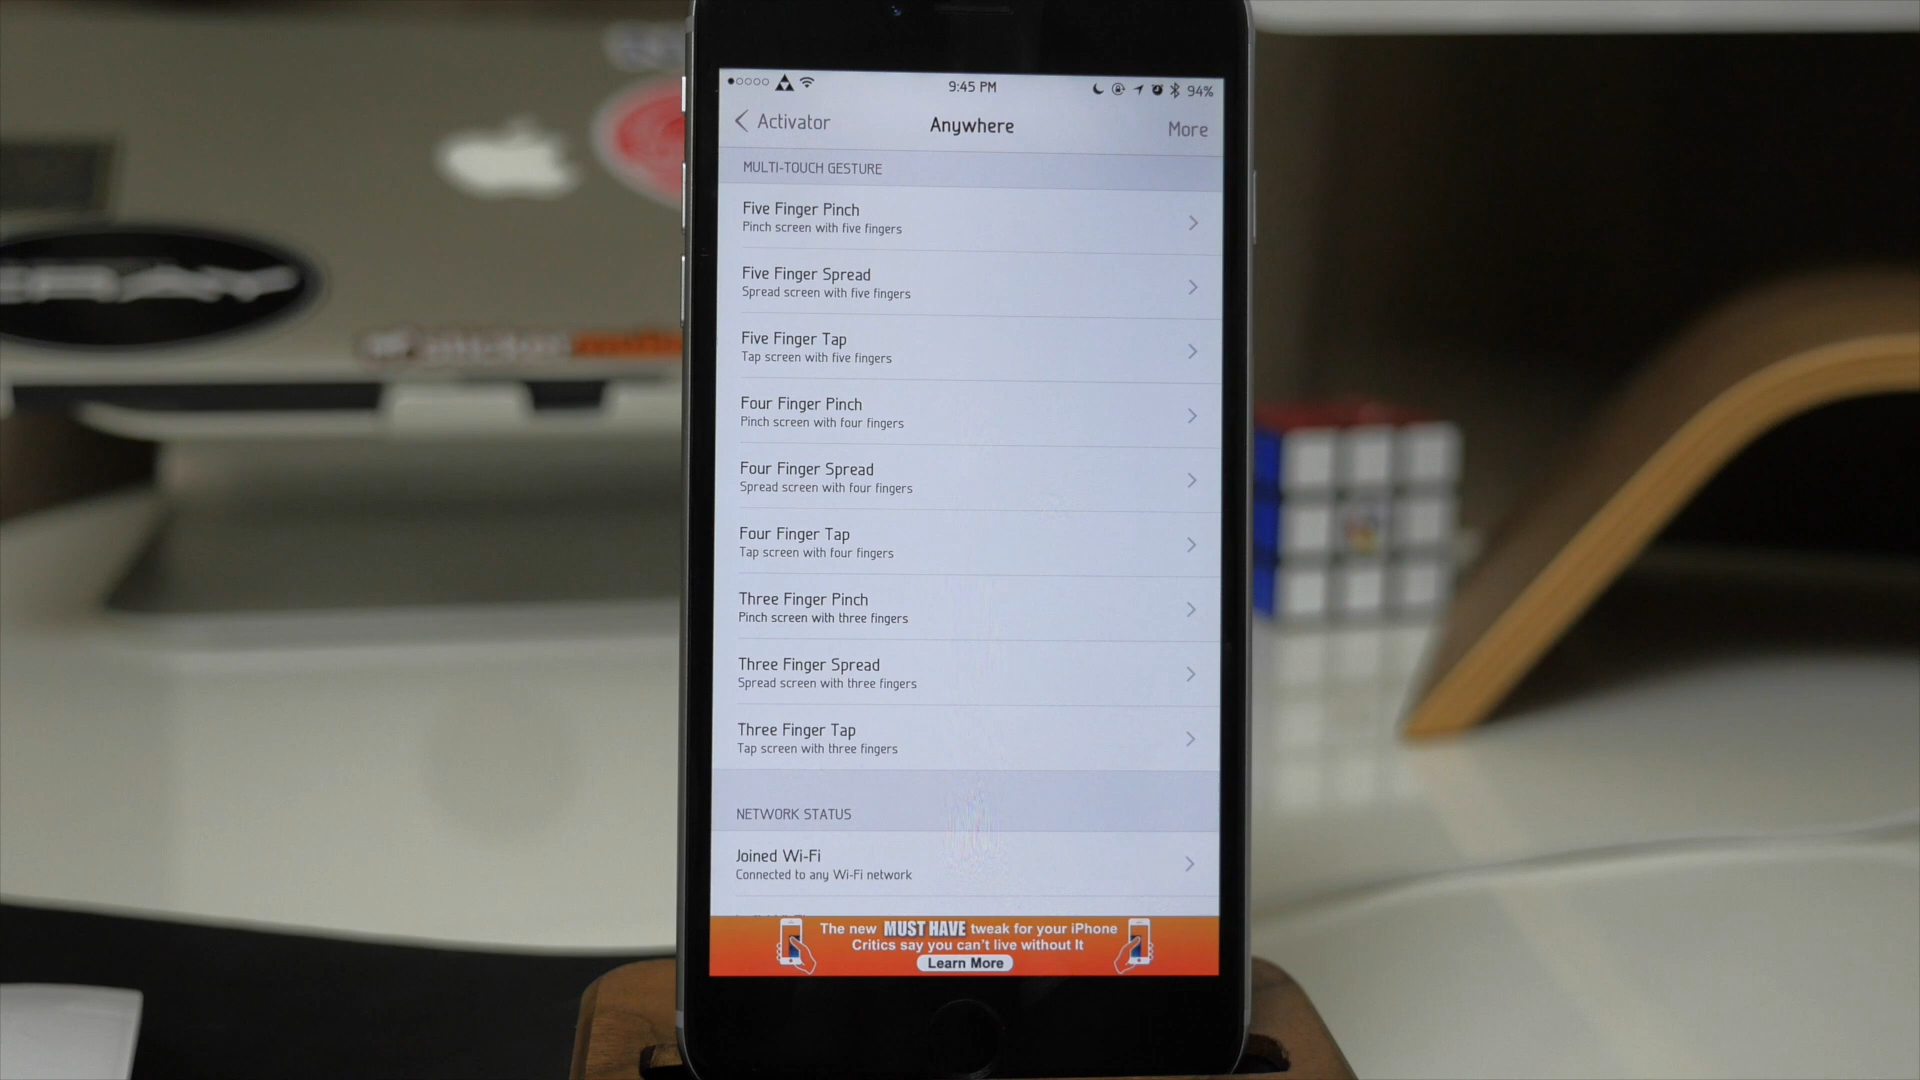 9:45 PM
94%
Activator
Anywhere
More
MULTI-TOUCH GESTURE
Five Finger Pinch
Pinch screen with five fingers
Five Finger Spread
Spread screen with five fingers
Five Finger Tap
Tap screen with five fingers
Four Finger Pinch
Pinch screen with four fingers
Four Finger Spread
Spread screen with four fingers
Four Finger Tap
Tap screen with four fingers
Three Finger Pinch
Pinch screen with three fingers
Three Finger Spread
Spread screen with three fingers
Three Finger Tap
Tap screen with three fingers
NETWORK STATUS
Joined Wi-Fi
Connected to any Wi-Fi network
The new MUST HAVE tweak for your iPhone
Critics say you can't live without It
Learn More